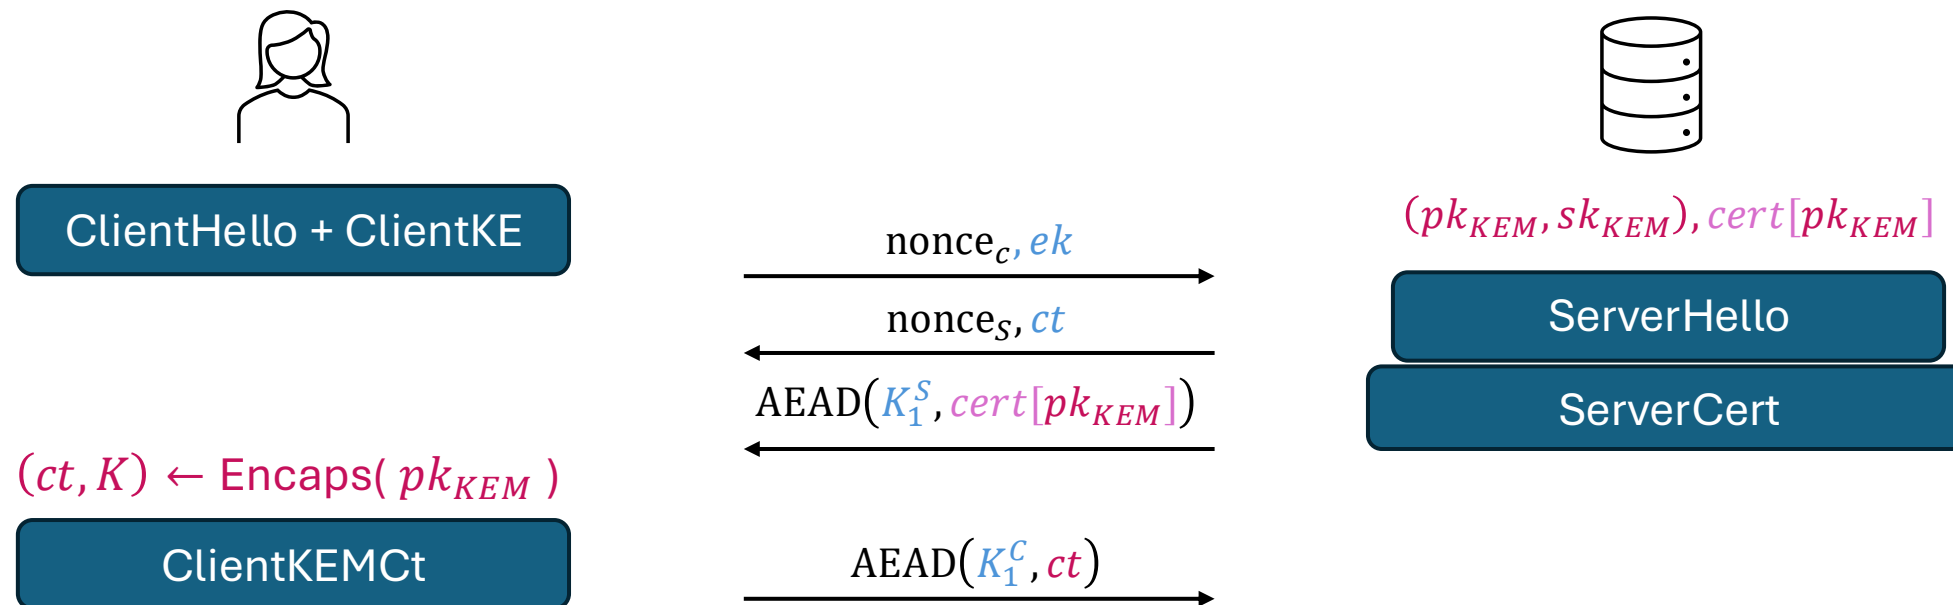 ClientHello + ClientKE
nonce_c, ek
(pk_KEM, sk_KEM), cert[pk_KEM]
ServerHello
nonce_S, ct
AEAD(K_1^S, cert[pk_KEM])
ServerCert
(ct, K) ← Encaps( pk_KEM )
ClientKEMCt
AEAD(K_1^C, ct)